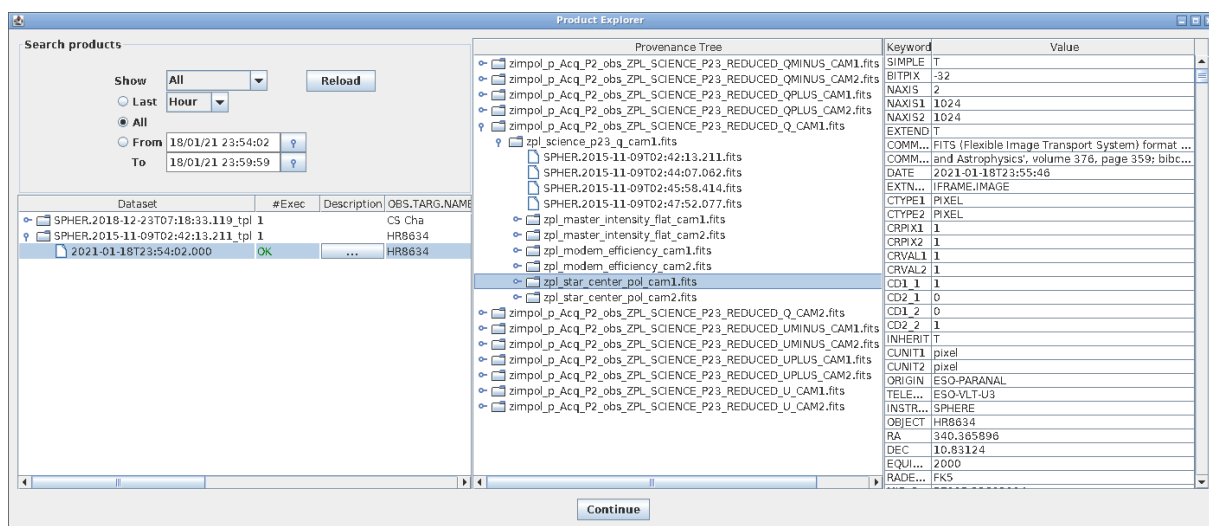 Product Explorer
Search products
Show All Reload
Last Hour
All
From 18/01/21 23:54:02
To 18/01/21 23:59:59
Dataset #Exec Description OBS.TARG.NAME
SPHER.2018-12-23T07:18:33.119_tpl 1 CS Cha
SPHER.2015-11-09T02:42:13.211_tpl 1 HR8634
2021-01-18T23:54:02.000 OK ... HR8634
Provenance Tree
zimpol_p_Acq_P2_obs_ZPL_SCIENCE_P23_REDUCED_QMINUS_CAM1.fits
zimpol_p_Acq_P2_obs_ZPL_SCIENCE_P23_REDUCED_QMINUS_CAM2.fits
zimpol_p_Acq_P2_obs_ZPL_SCIENCE_P23_REDUCED_QPLUS_CAM1.fits
zimpol_p_Acq_P2_obs_ZPL_SCIENCE_P23_REDUCED_QPLUS_CAM2.fits
zimpol_p_Acq_P2_obs_ZPL_SCIENCE_P23_REDUCED_Q_CAM1.fits
zpl_science_p23_q_cam1.fits
SPHER.2015-11-09T02:42:13.211.fits
SPHER.2015-11-09T02:44:07.062.fits
SPHER.2015-11-09T02:45:58.414.fits
SPHER.2015-11-09T02:47:52.077.fits
zpl_master_intensity_flat_cam1.fits
zpl_master_intensity_flat_cam2.fits
zpl_modem_efficiency_cam1.fits
zpl_modem_efficiency_cam2.fits
zpl_star_center_pol_cam1.fits
zpl_star_center_pol_cam2.fits
zimpol_p_Acq_P2_obs_ZPL_SCIENCE_P23_REDUCED_Q_CAM2.fits
zimpol_p_Acq_P2_obs_ZPL_SCIENCE_P23_REDUCED_UMINUS_CAM1.fits
zimpol_p_Acq_P2_obs_ZPL_SCIENCE_P23_REDUCED_UMINUS_CAM2.fits
zimpol_p_Acq_P2_obs_ZPL_SCIENCE_P23_REDUCED_UPLUS_CAM1.fits
zimpol_p_Acq_P2_obs_ZPL_SCIENCE_P23_REDUCED_UPLUS_CAM2.fits
zimpol_p_Acq_P2_obs_ZPL_SCIENCE_P23_REDUCED_U_CAM1.fits
zimpol_p_Acq_P2_obs_ZPL_SCIENCE_P23_REDUCED_U_CAM2.fits
Keyword Value
SIMPLE T
BITPIX -32
NAXIS 2
NAXIS1 1024
NAXIS2 1024
EXTEND T
COMM... FITS (Flexible Image Transport System) format ...
COMM... and Astrophysics', volume 376, page 359; bibc...
DATE 2021-01-18T23:55:46
EXTN... IFRAME.IMAGE
CTYPE1 PIXEL
CTYPE2 PIXEL
CRPIX1 1
CRPIX2 1
CRVAL1 1
CRVAL2 1
CD1_1 1
CD2_1 0
CD1_2 0
CD2_2 1
INHERIT T
CUNIT1 pixel
CUNIT2 pixel
ORIGIN ESO-PARANAL
TELE... ESO-VLT-U3
INSTR... SPHERE
OBJECT HR8634
RA 340.365896
DEC 10.83124
EQUI... 2000
RADE... FK5
Continue